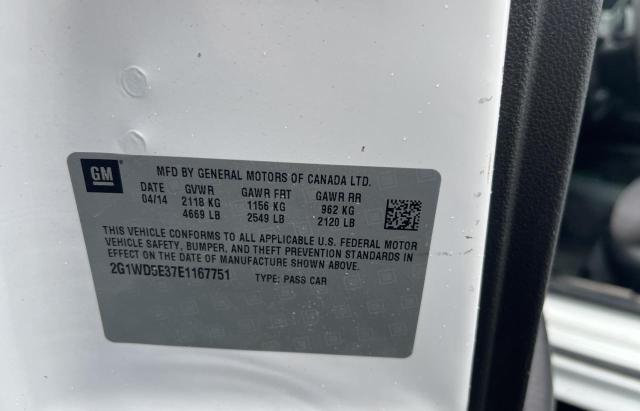 GM
MFD BY GENERAL MOTORS OF CANADA LTD.
DATE GVWR GAWR FRT GAWR RR
04/14 2118 KG 1156 KG 962 KG
4669 LB 2549 LB 2120 LB
THIS VEHICLE CONFORMS TO ALL APPLICABLE U.S. FEDERAL MOTOR
VEHICLE SAFETY, BUMPER, AND THEFT PREVENTION STANDARDS IN
EFFECT ON THE DATE OF MANUFACTURE SHOWN ABOVE.
2G1WD5E37E1167751 TYPE: PASS CAR